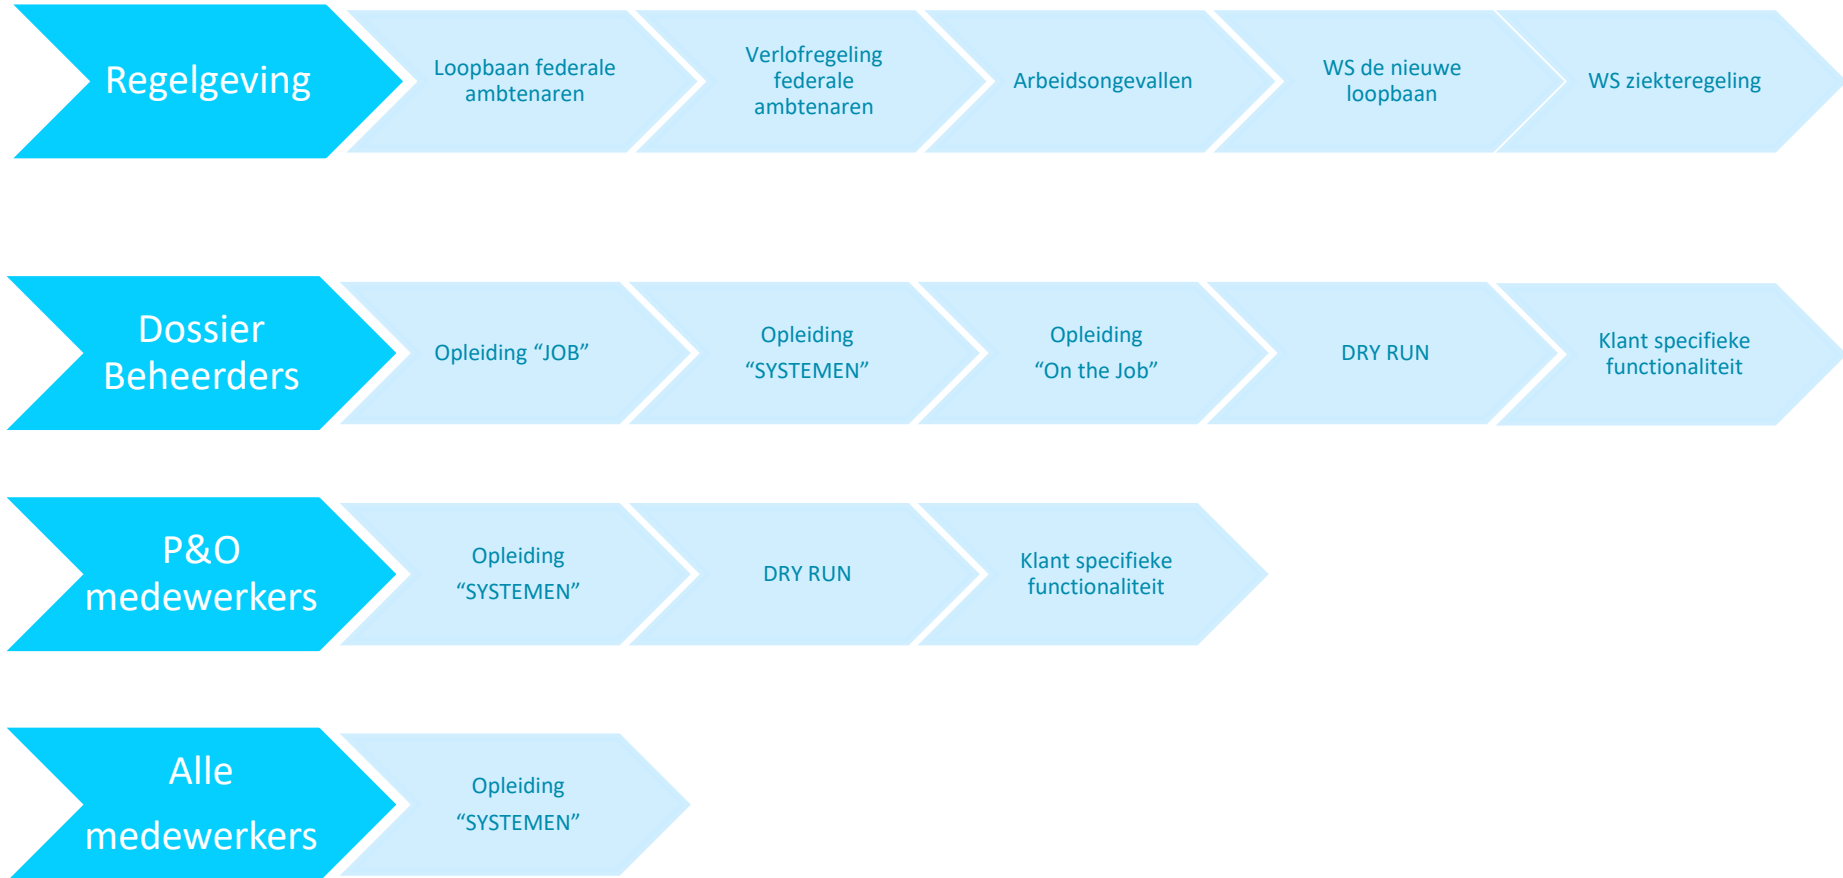 Regelgeving
Loopbaan federale
ambtenaren
Verlofregeling
federale
ambtenaren
Arbeidsongevallen
WS de nieuwe
loopbaan
WS ziekteregeling
Dossier
Beheerders
Opleiding “JOB”
Opleiding
“SYSTEMEN”
Opleiding
“On the Job”
DRY RUN
Klant specifieke
functionaliteit
P&O
medewerkers
Opleiding
“SYSTEMEN”
DRY RUN
Klant specifieke
functionaliteit
Alle
medewerkers
Opleiding
“SYSTEMEN”